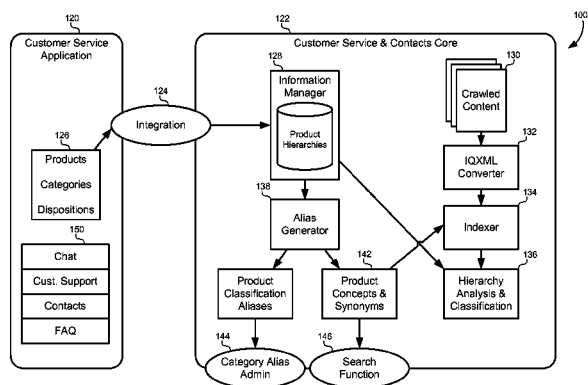 100
120
Customer Service
Application
126
Products
Categories
Dispositions
150
Chat
Cust. Support
Contacts
FAQ
124
Integration
122
Customer Service & Contacts Core
128
Information
Manager
Product
Hierarchies
138
Alias
Generator
Product
Classification
Aliases
142
Product
Concepts &
Synonyms
144
Category Alias
Admin
146
Search
Function
130
Crawled
Content
132
IQXML
Converter
134
Indexer
136
Hierarchy
Analysis &
Classification